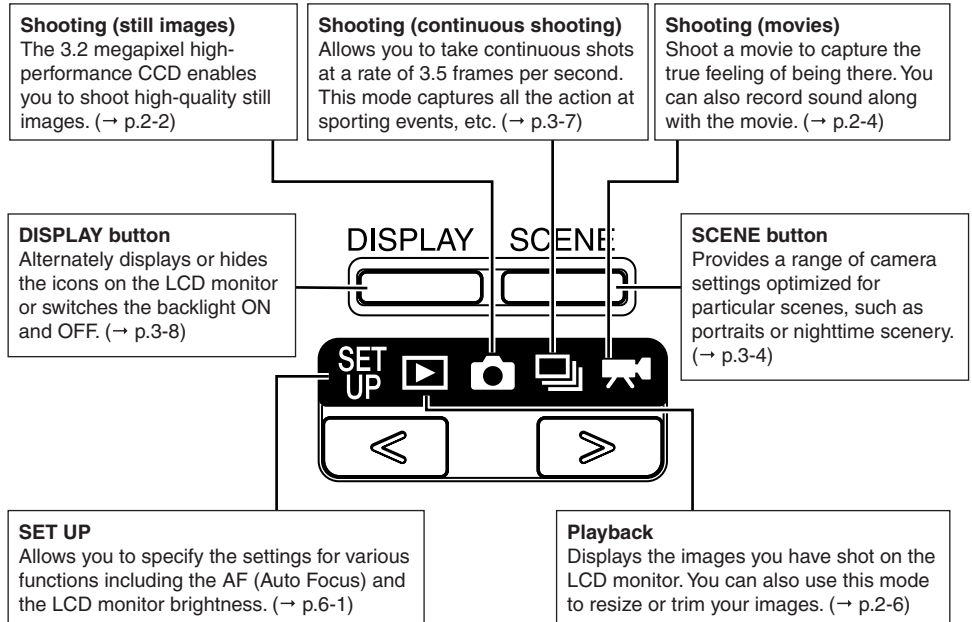 Shooting (still images)
The 3.2 megapixel high-
performance CCD enables
you to shoot high-quality still
images. (→ p.2-2)
Shooting (continuous shooting)
Allows you to take continuous shots
at a rate of 3.5 frames per second.
This mode captures all the action at
sporting events, etc. (→ p.3-7)
Shooting (movies)
Shoot a movie to capture the
true feeling of being there. You
can also record sound along
with the movie. (→ p.2-4)
DISPLAY button
Alternately displays or hides
the icons on the LCD monitor
or switches the backlight ON
and OFF. (→ p.3-8)
DISPLAY SCENE
SCENE button
Provides a range of camera
settings optimized for
particular scenes, such as
portraits or nighttime scenery.
(→ p.3-4)
SET
UP
SET UP
Allows you to specify the settings for various
functions including the AF (Auto Focus) and
the LCD monitor brightness. (→ p.6-1)
Playback
Displays the images you have shot on the
LCD monitor. You can also use this mode
to resize or trim your images. (→ p.2-6)